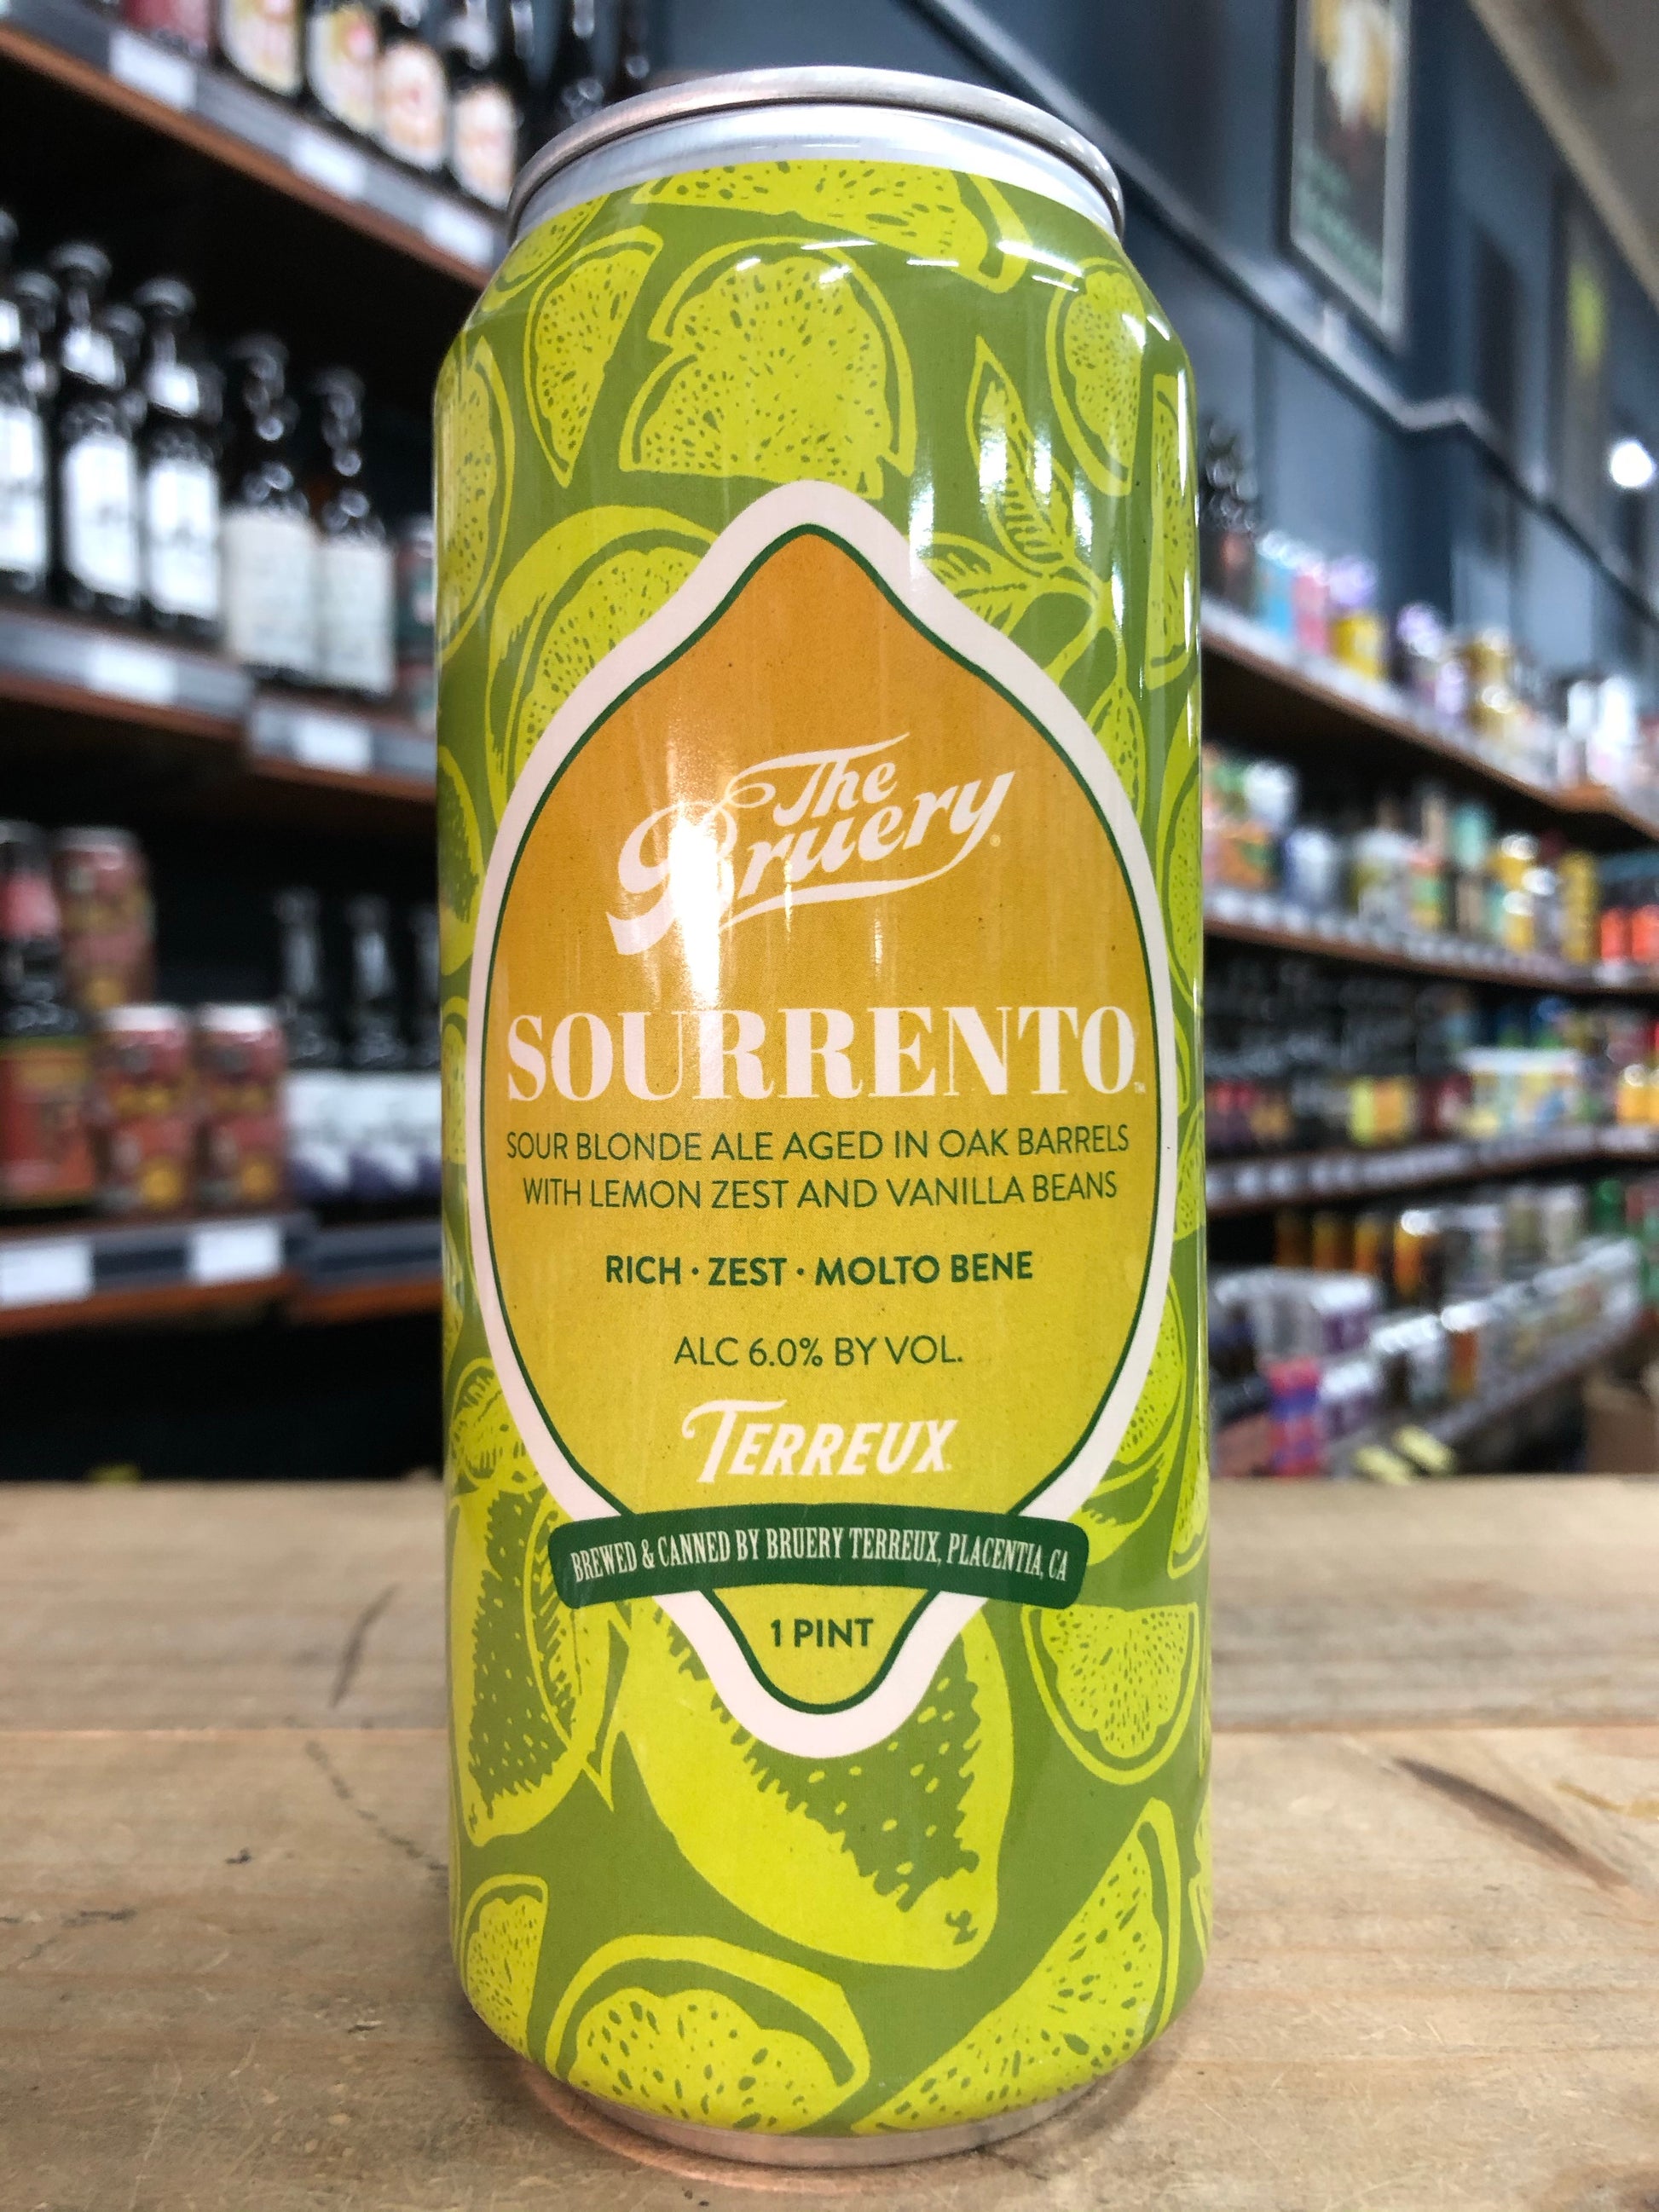 The
Bruery®
SOURRENTO™
SOUR BLONDE ALE AGED IN OAK BARRELS
WITH LEMON ZEST AND VANILLA BEANS
RICH · ZEST · MOLTO BENE
ALC 6.0% BY VOL.
TERREUX
BREWED & CANNED BY BRUERY TERREUX, PLACENTIA, CA
1 PINT